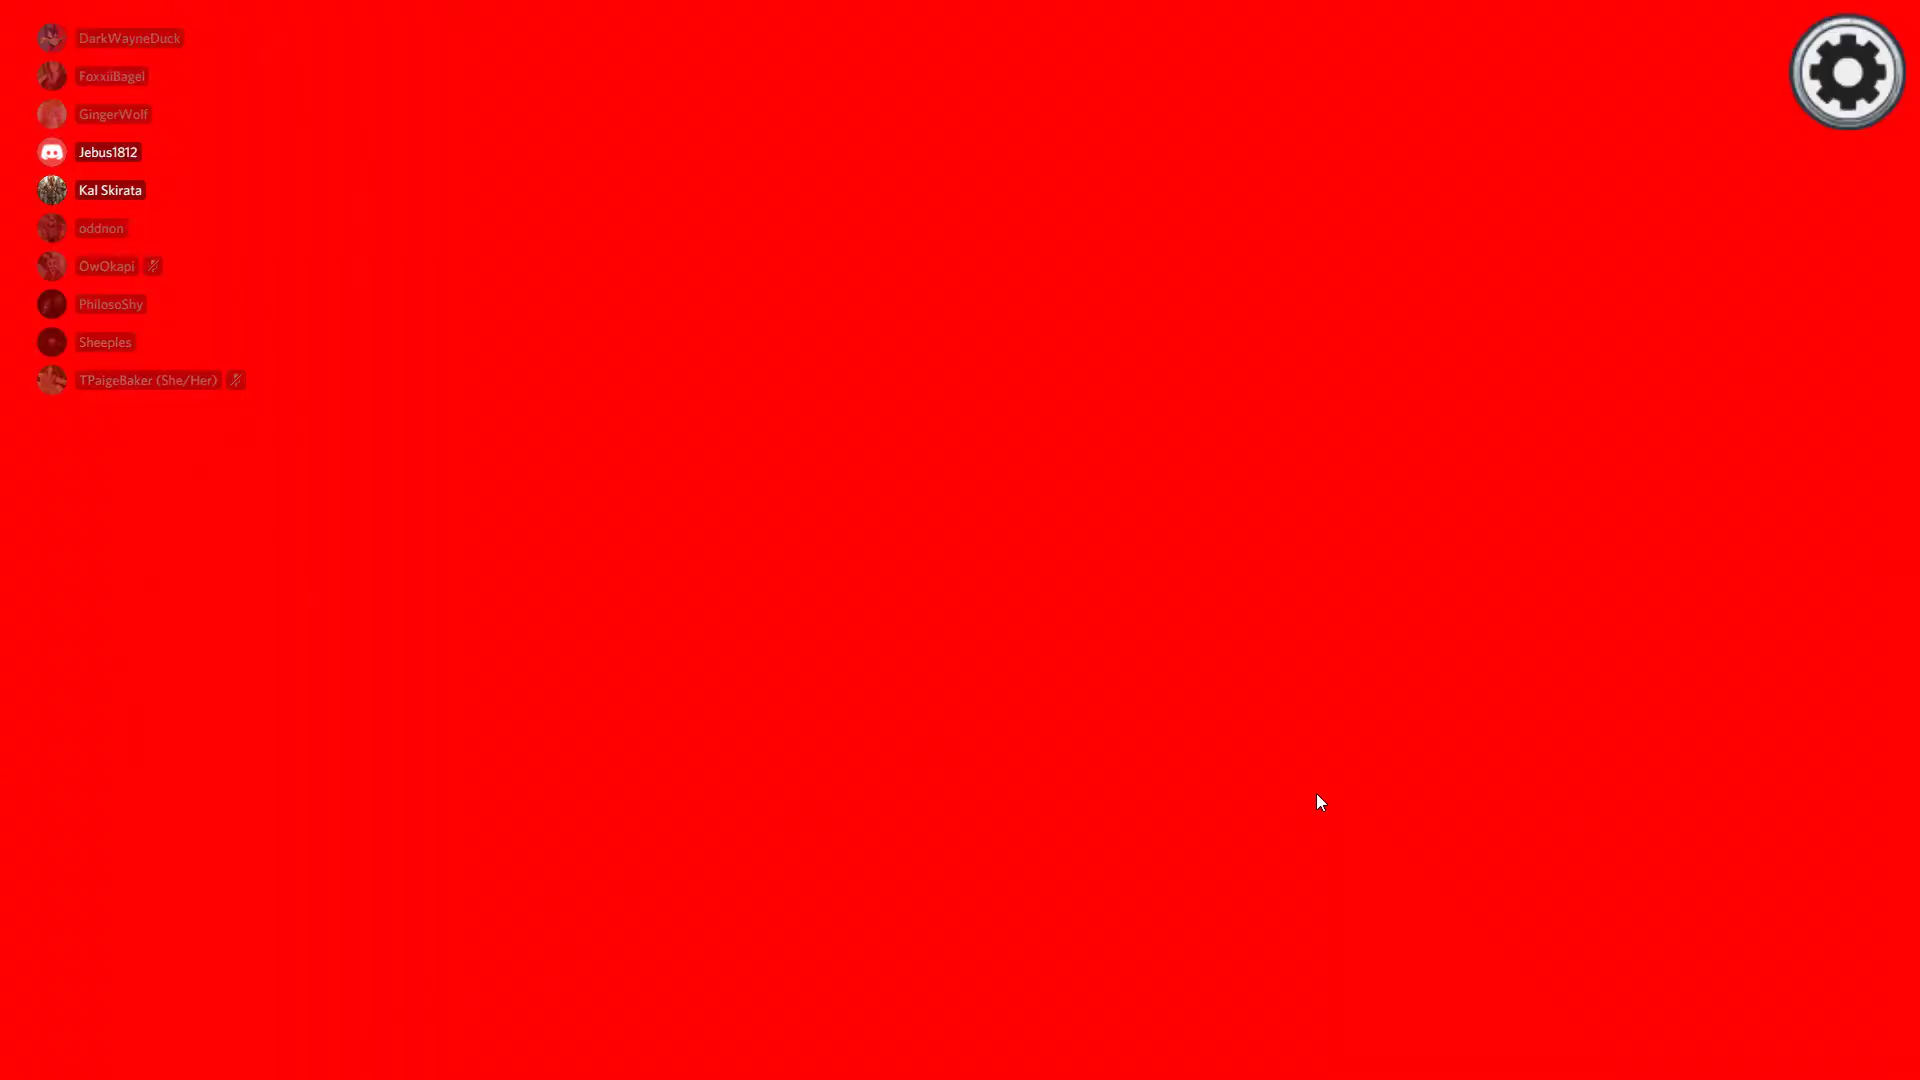 DarkWayneDuck
FoxxiiBagel
GingerWolf
Jebus1812
Kal Skirata
oddnon
OwOkapi
PhilosoShy
Sheeples
TPaigeBaker (She/Her)